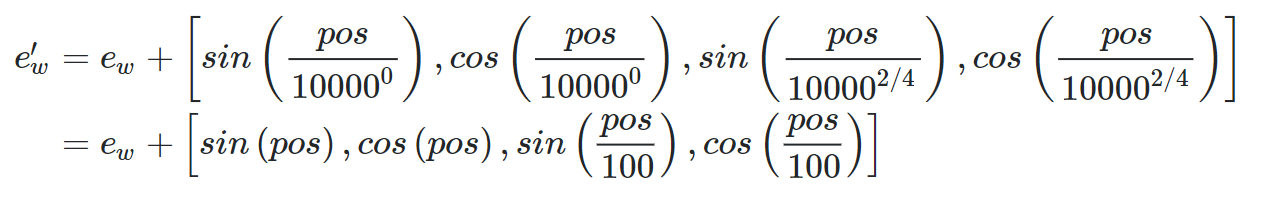 e′_w = e_w + [sin(pos/10000^0), cos(pos/10000^0), sin(pos/10000^{2/4}), cos(pos/10000^{2/4})]
= e_w + [sin(pos), cos(pos), sin(pos/100), cos(pos/100)]